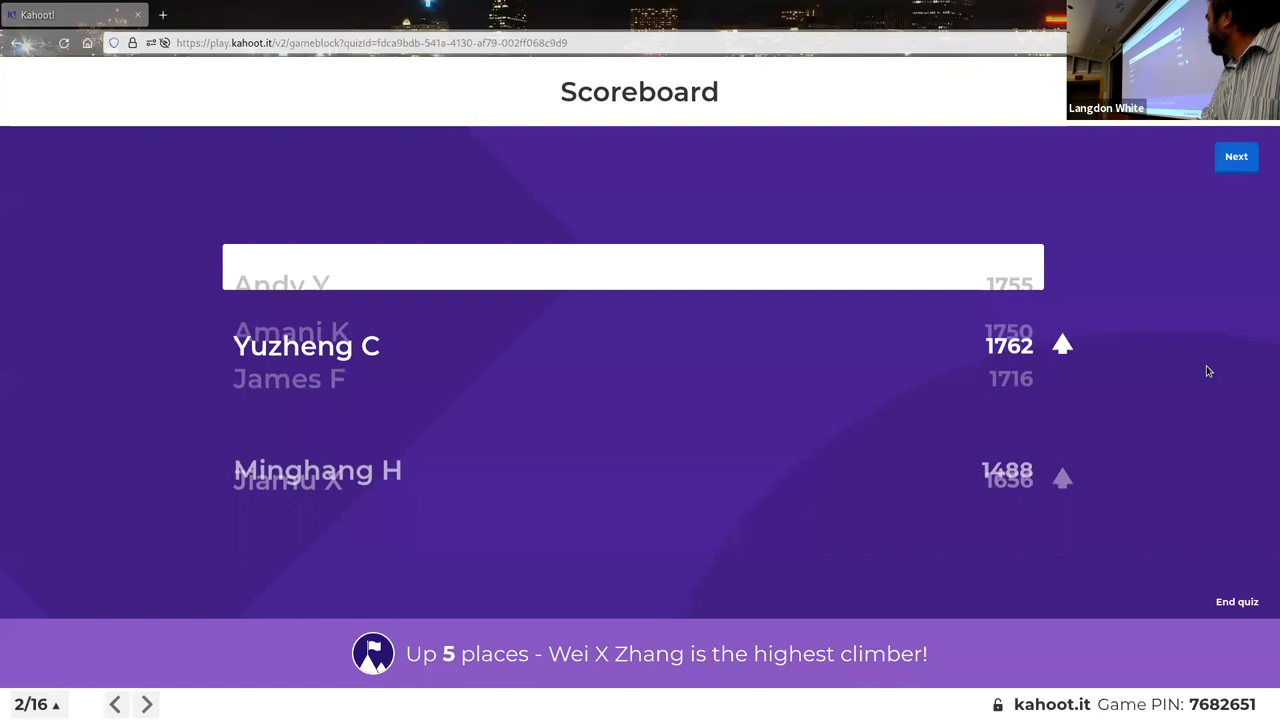 Kahoot!
https://play.kahoot.it/v2/gameblock?quizId=fdca9bdb-541a-4130-af79-002ff068c9d9
Langdon White
Scoreboard
Next
Andy Y 1755
Amani K 1750
Yuzheng C 1762
James F 1716
Minghang H 1488
Jiamu X 1656
End quiz
Up 5 places - Wei X Zhang is the highest climber!
2/16
kahoot.it Game PIN: 7682651